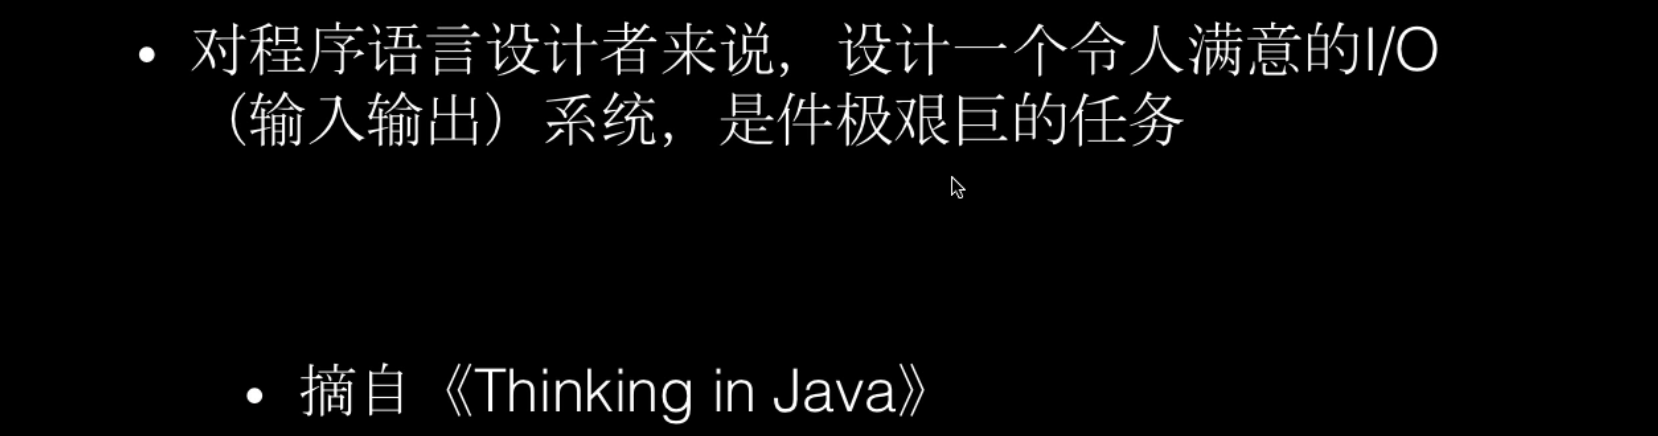 • 对程序语言设计者来说，设计一个令人满意的I/O
（输入输出）系统，是件极艰巨的任务
• 摘自《Thinking in Java》